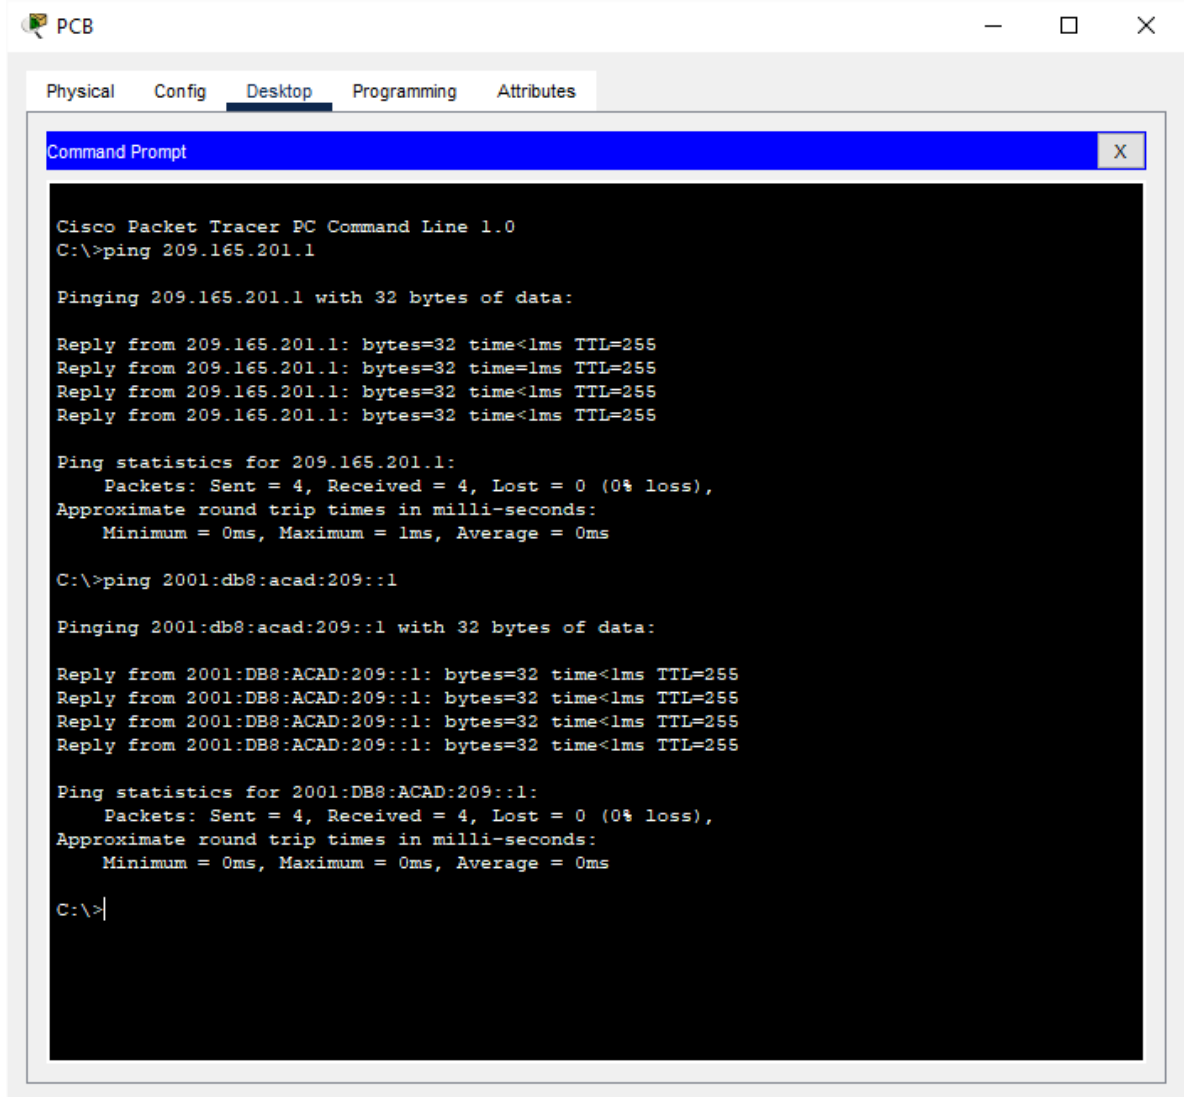 PCB
Physical Config Desktop Programming Attributes
Command Prompt X
Cisco Packet Tracer PC Command Line 1.0
C:\>ping 209.165.201.1
Pinging 209.165.201.1 with 32 bytes of data:
Reply from 209.165.201.1: bytes=32 time<1ms TTL=255
Reply from 209.165.201.1: bytes=32 time=1ms TTL=255
Reply from 209.165.201.1: bytes=32 time<1ms TTL=255
Reply from 209.165.201.1: bytes=32 time<1ms TTL=255
Ping statistics for 209.165.201.1:
    Packets: Sent = 4, Received = 4, Lost = 0 (0% loss),
Approximate round trip times in milli-seconds:
    Minimum = 0ms, Maximum = 1ms, Average = 0ms
C:\>ping 2001:db8:acad:209::1
Pinging 2001:db8:acad:209::1 with 32 bytes of data:
Reply from 2001:DB8:ACAD:209::1: bytes=32 time<1ms TTL=255
Reply from 2001:DB8:ACAD:209::1: bytes=32 time<1ms TTL=255
Reply from 2001:DB8:ACAD:209::1: bytes=32 time<1ms TTL=255
Reply from 2001:DB8:ACAD:209::1: bytes=32 time<1ms TTL=255
Ping statistics for 2001:DB8:ACAD:209::1:
    Packets: Sent = 4, Received = 4, Lost = 0 (0% loss),
Approximate round trip times in milli-seconds:
    Minimum = 0ms, Maximum = 0ms, Average = 0ms
C:\>